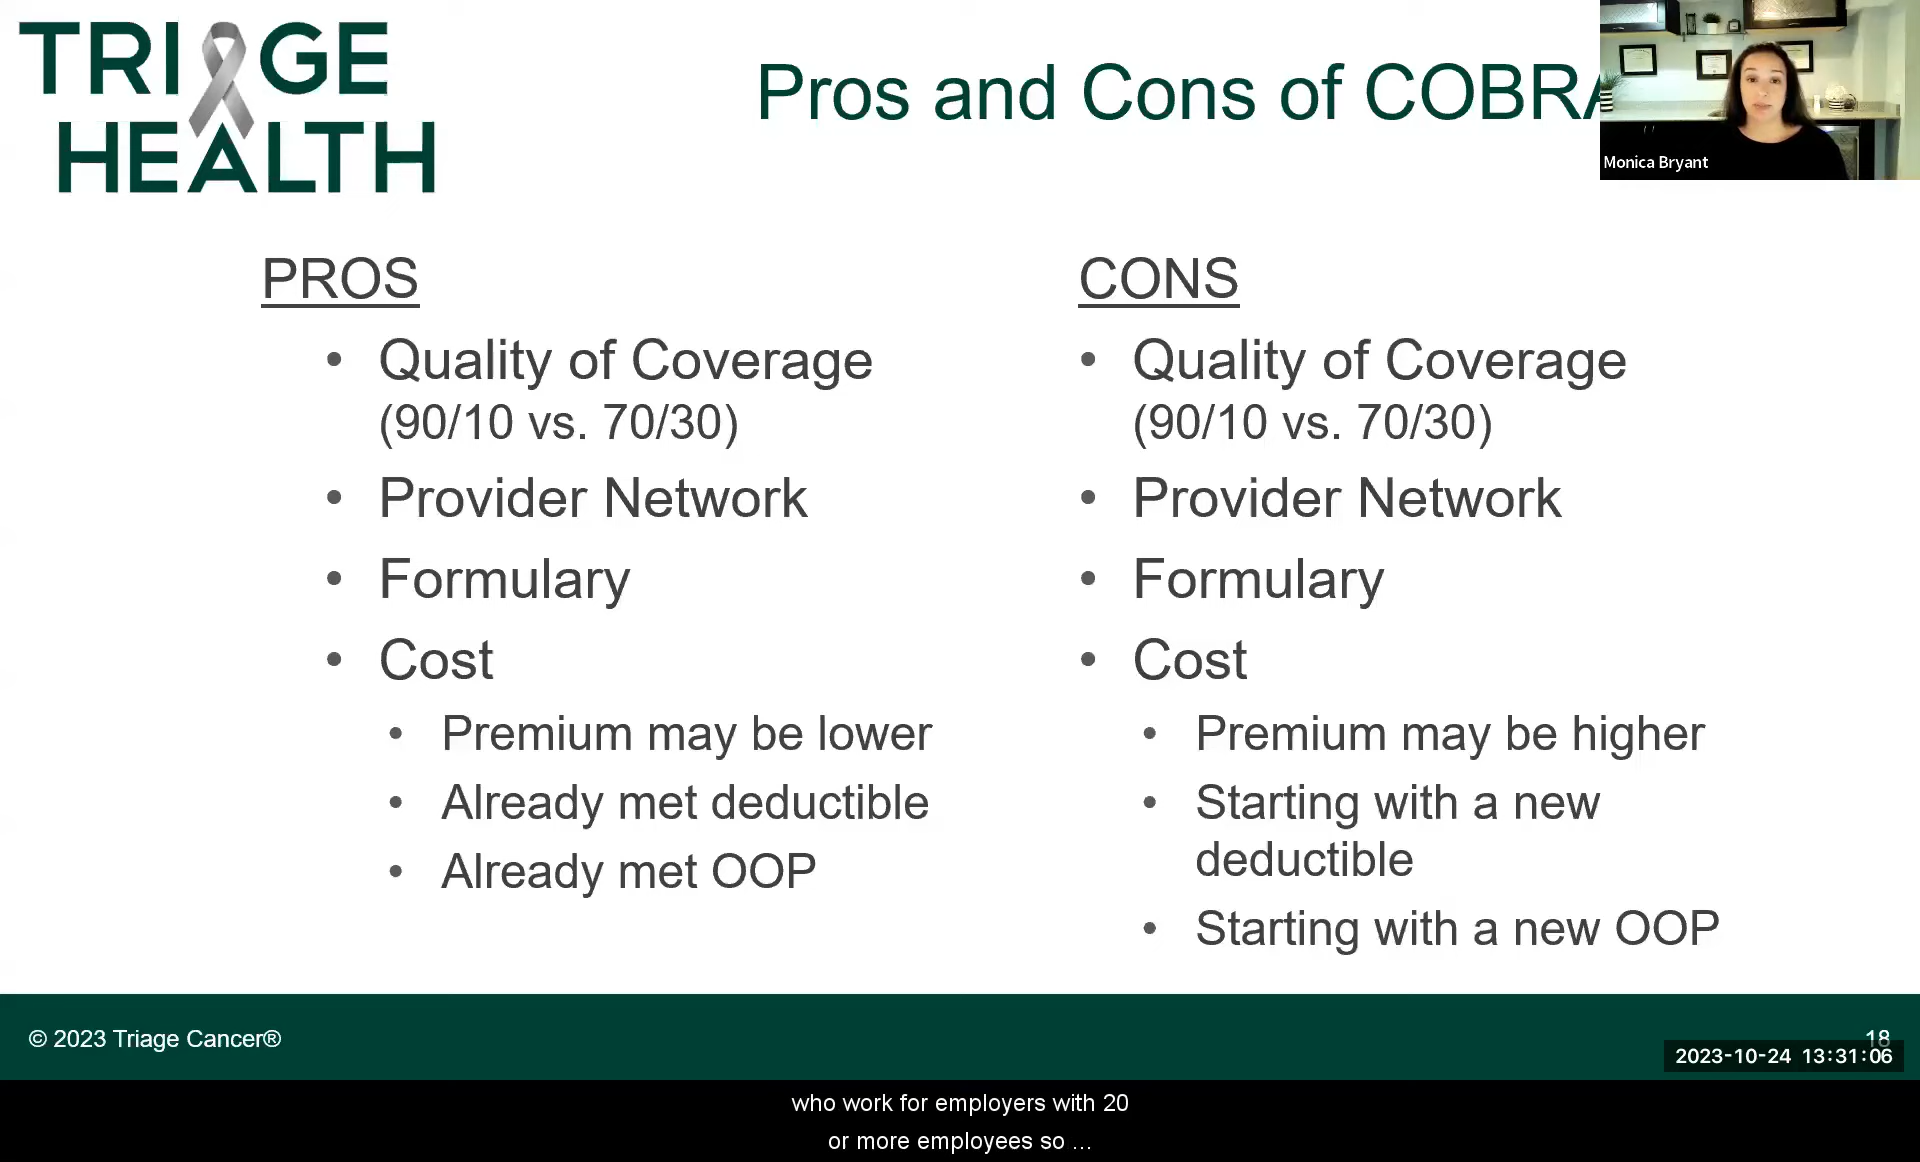 TRIAGE
HEALTH
Pros and Cons of COBRA
Monica Bryant
PROS
• Quality of Coverage
(90/10 vs. 70/30)
• Provider Network
• Formulary
• Cost
• Premium may be lower
• Already met deductible
• Already met OOP
CONS
• Quality of Coverage
(90/10 vs. 70/30)
• Provider Network
• Formulary
• Cost
• Premium may be higher
• Starting with a new
deductible
• Starting with a new OOP
© 2023 Triage Cancer®
18
2023-10-24 13:31:06
who work for employers with 20
or more employees so ...